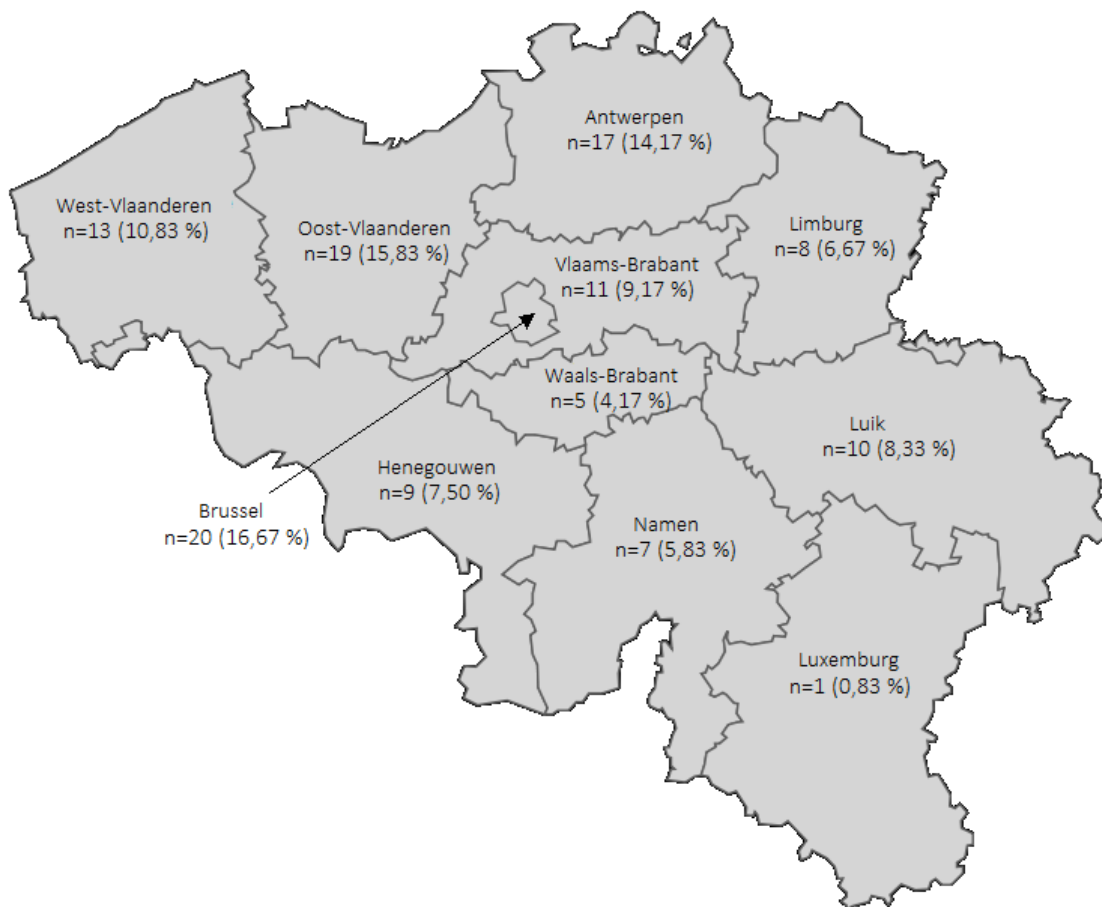 Antwerpen
n=17 (14,17 %)
West-Vlaanderen
n=13 (10,83 %)
Oost-Vlaanderen
n=19 (15,83 %)
Limburg
n=8 (6,67 %)
Vlaams-Brabant
n=11 (9,17 %)
Waals-Brabant
n=5 (4,17 %)
Luik
n=10 (8,33 %)
Henegouwen
n=9 (7,50 %)
Brussel
n=20 (16,67 %)
Namen
n=7 (5,83 %)
Luxemburg
n=1 (0,83 %)